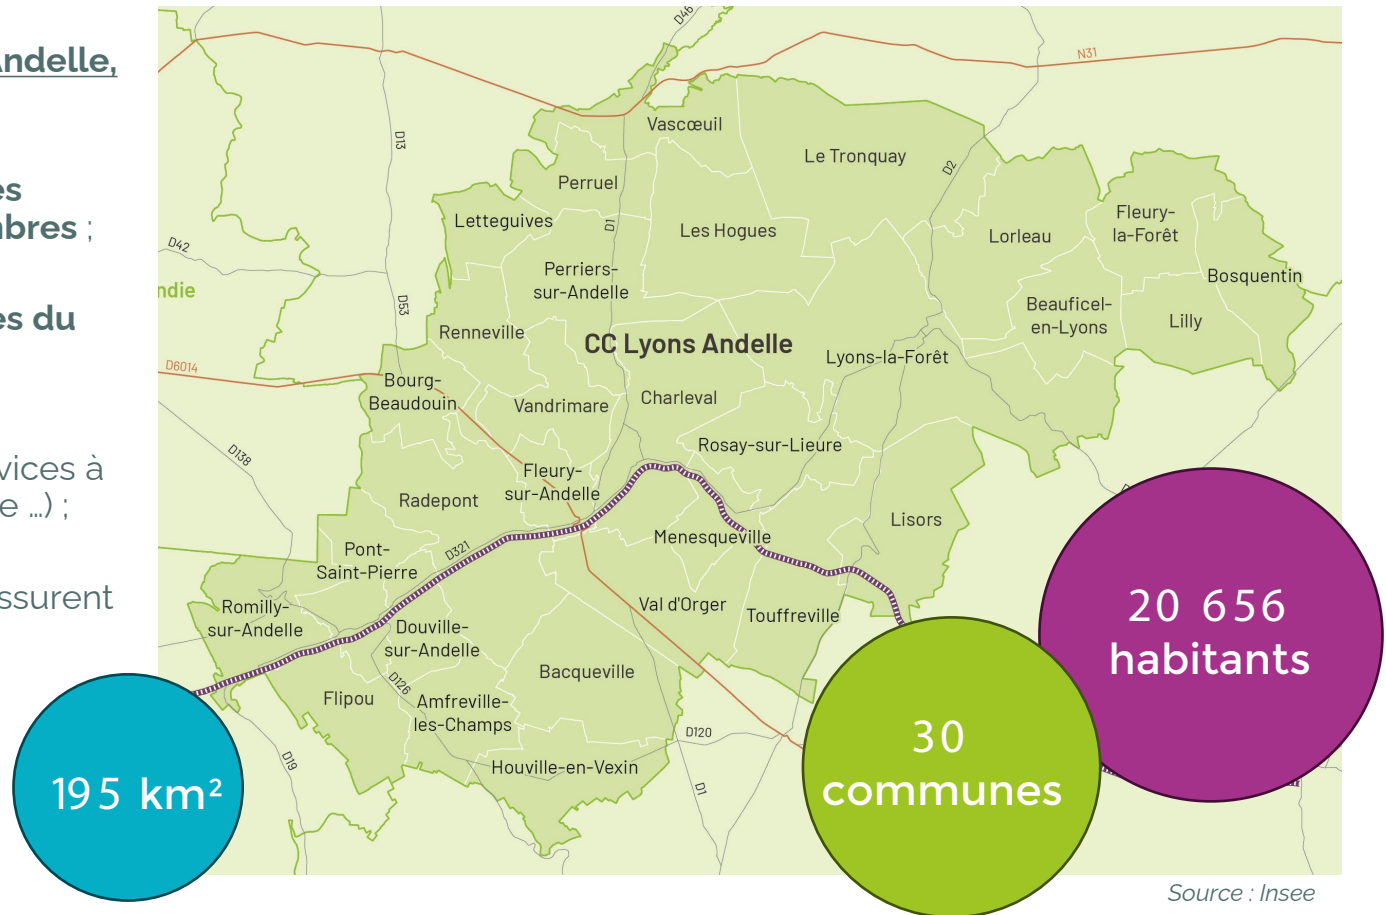 Andelle,
es
mbres ;
es du
vices à
e ...) ;
ssurent
D46
N31
D13
Vascœuil
Le Tronquay
D2
Perruel
Letteguives
D1
Les Hogues
Fleury-
la-Forêt
Lorleau
D42
Perriers-
sur-Andelle
Bosquentin
ndie
D53
Beauficel-
en-Lyons
Lilly
Renneville
CC Lyons Andelle
Lyons-la-Forêt
D6014
Bourg-
Beaudouin
Vandrimare
Charleval
D138
Rosay-sur-Lieure
Fleury-
sur-Andelle
Radepont
Lisors
Menesqueville
D321
Pont-
Saint-Pierre
Romilly-
sur-Andelle
Val d'Orger
Touffreville
Douville-
sur-Andelle
Bacqueville
D126
Flipou
Amfreville-
les-Champs
D120
D19
Houville-en-Vexin
D1
195 km²
30
communes
20 656
habitants
Source : Insee